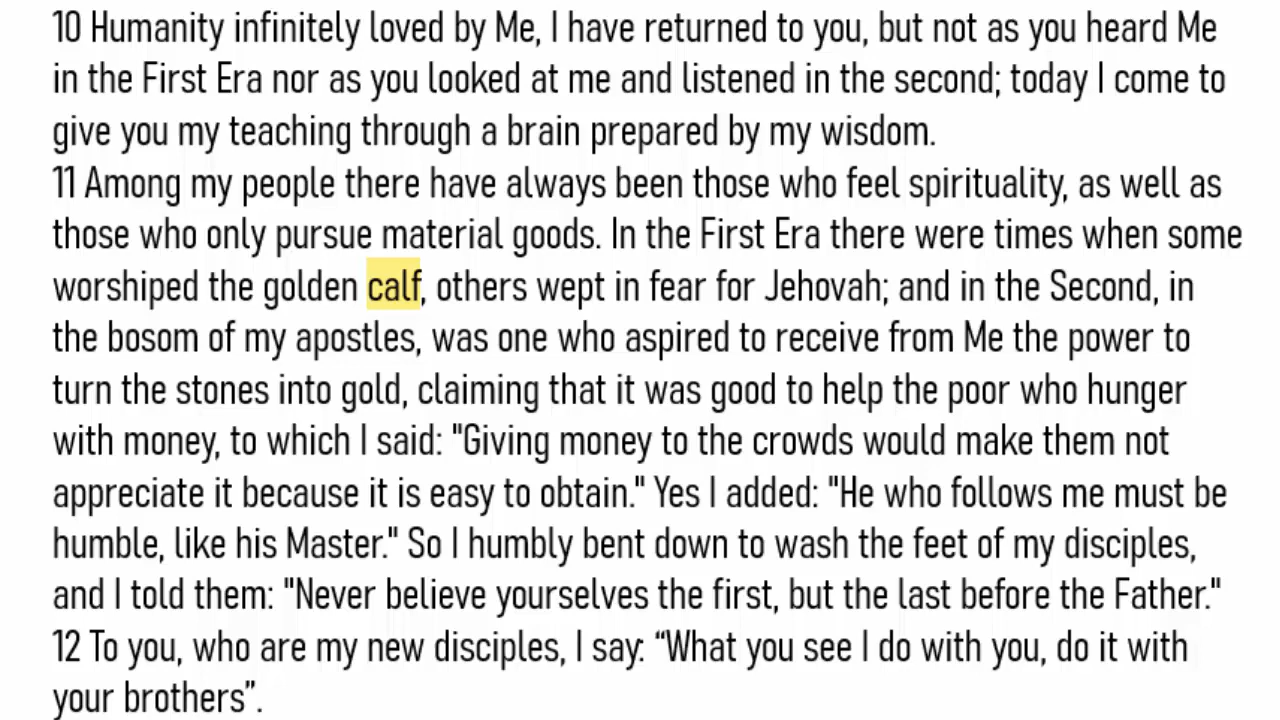 10 Humanity infinitely loved by Me, I have returned to you, but not as you heard Me
in the First Era nor as you looked at me and listened in the second; today I come to
give you my teaching through a brain prepared by my wisdom.
11 Among my people there have always been those who feel spirituality, as well as
those who only pursue material goods. In the First Era there were times when some
worshiped the golden calf, others wept in fear for Jehovah; and in the Second, in
the bosom of my apostles, was one who aspired to receive from Me the power to
turn the stones into gold, claiming that it was good to help the poor who hunger
with money, to which I said: "Giving money to the crowds would make them not
appreciate it because it is easy to obtain." Yes I added: "He who follows me must be
humble, like his Master." So I humbly bent down to wash the feet of my disciples,
and I told them: "Never believe yourselves the first, but the last before the Father."
12 To you, who are my new disciples, I say: “What you see I do with you, do it with
your brothers”.